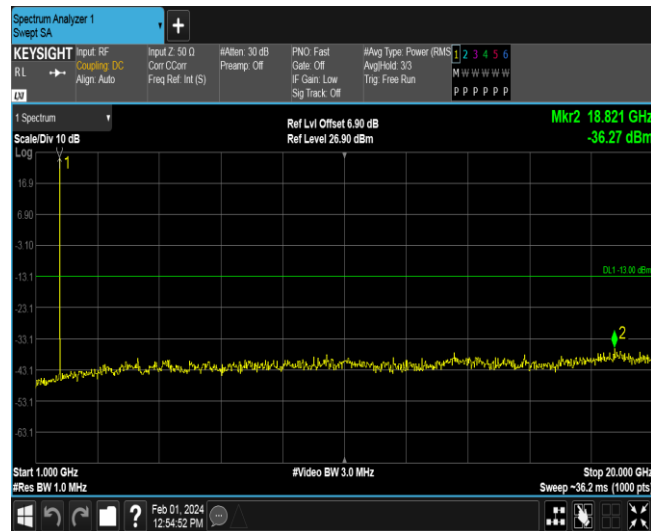 Spectrum Analyzer 1
Swept SA
KEYSIGHT
RL
LXI
Input: RF
Coupling: DC
Align: Auto
Input Z: 50 Ω
Corr CCorr
Freq Ref: Int (S)
#Atten: 30 dB
Preamp: Off
PNO: Fast
Gate: Off
IF Gain: Low
Sig Track: Off
#Avg Type: Power (RMS
Avg|Hold: 3/3
Trig: Free Run
1 2 3 4 5 6
M W W W W W
P P P P P P
1 Spectrum
Scale/Div 10 dB
Log
Ref Lvl Offset 6.90 dB
Ref Level 26.90 dBm
Mkr2 18.821 GHz
-36.27 dBm
1
16.9
6.90
-3.10
-13.1
DL1 -13.00 dBm
-23.1
-33.1
2
-43.1
-53.1
-63.1
Start 1.000 GHz
#Video BW 3.0 MHz
Stop 20.000 GHz
#Res BW 1.0 MHz
Sweep ~36.2 ms (1000 pts)
?
Feb 01, 2024
12:54:52 PM